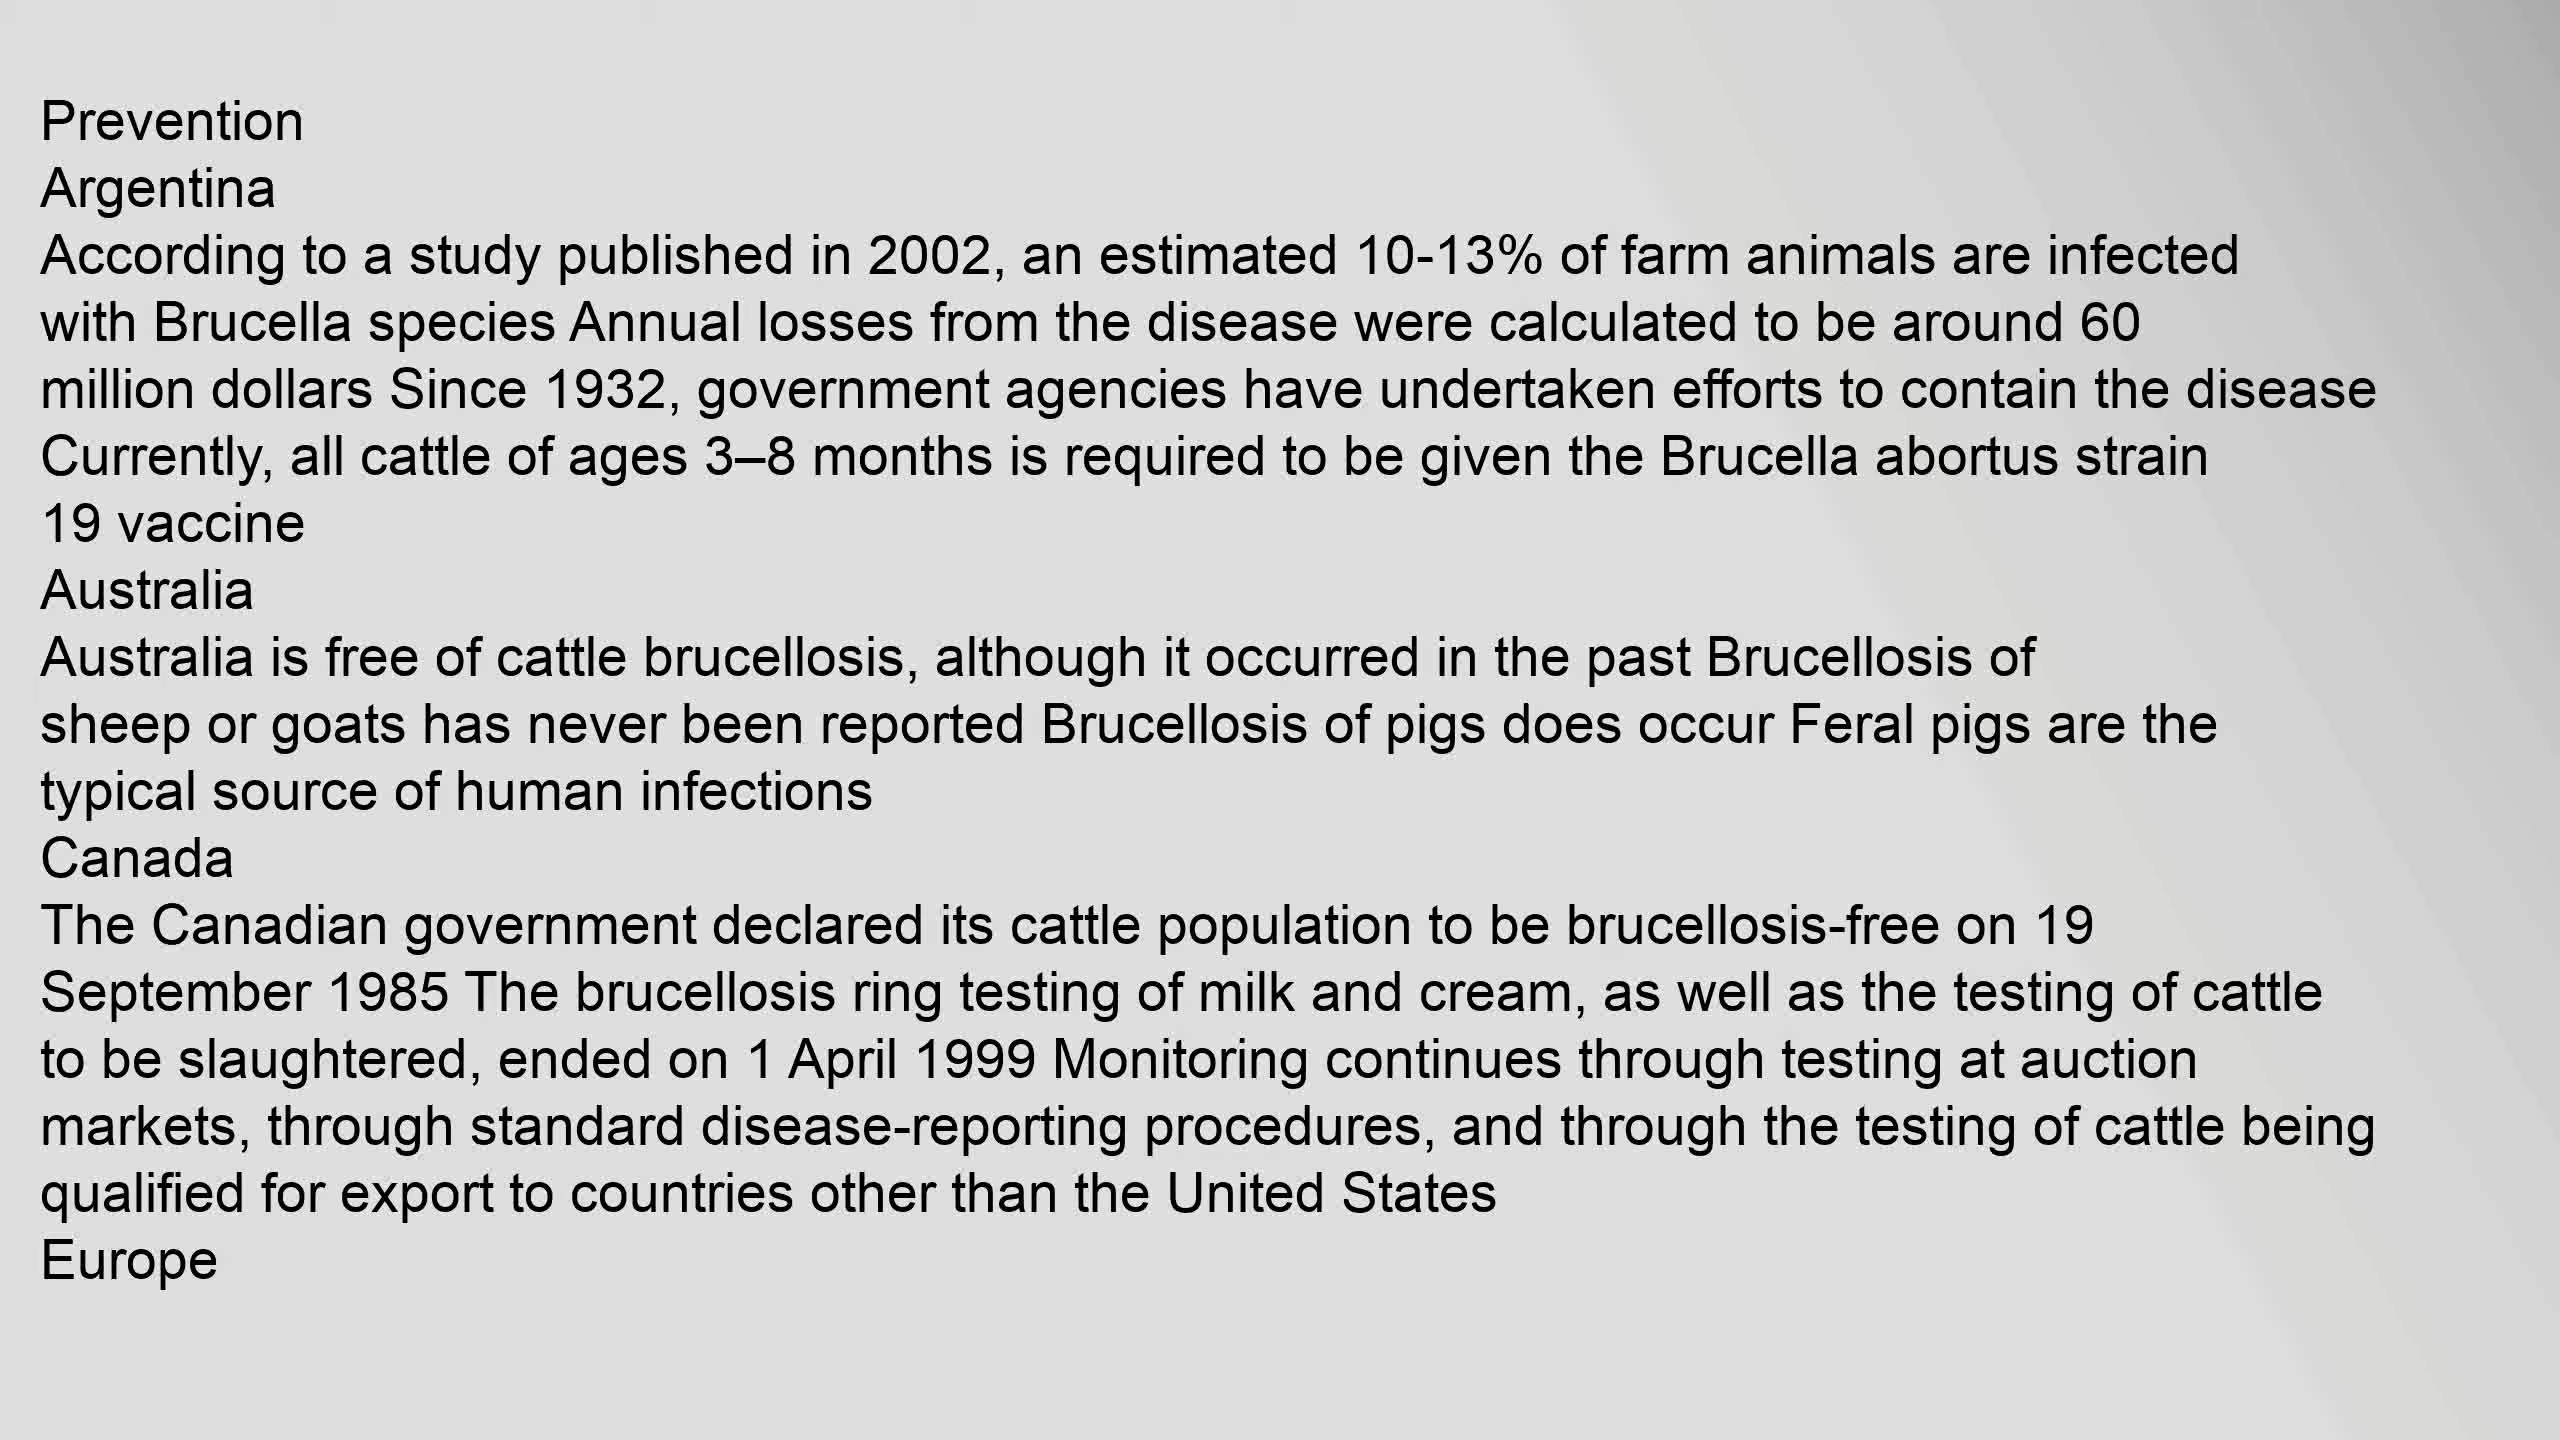 Prevention
Argentina
According to a study published in 2002, an estimated 10-13% of farm animals are infected
with Brucella species Annual losses from the disease were calculated to be around 60
million dollars Since 1932, government agencies have undertaken efforts to contain the disease
Currently, all cattle of ages 3–8 months is required to be given the Brucella abortus strain
19 vaccine
Australia
Australia is free of cattle brucellosis, although it occurred in the past Brucellosis of
sheep or goats has never been reported Brucellosis of pigs does occur Feral pigs are the
typical source of human infections
Canada
The Canadian government declared its cattle population to be brucellosis-free on 19
September 1985 The brucellosis ring testing of milk and cream, as well as the testing of cattle
to be slaughtered, ended on 1 April 1999 Monitoring continues through testing at auction
markets, through standard disease-reporting procedures, and through the testing of cattle being
qualified for export to countries other than the United States
Europe